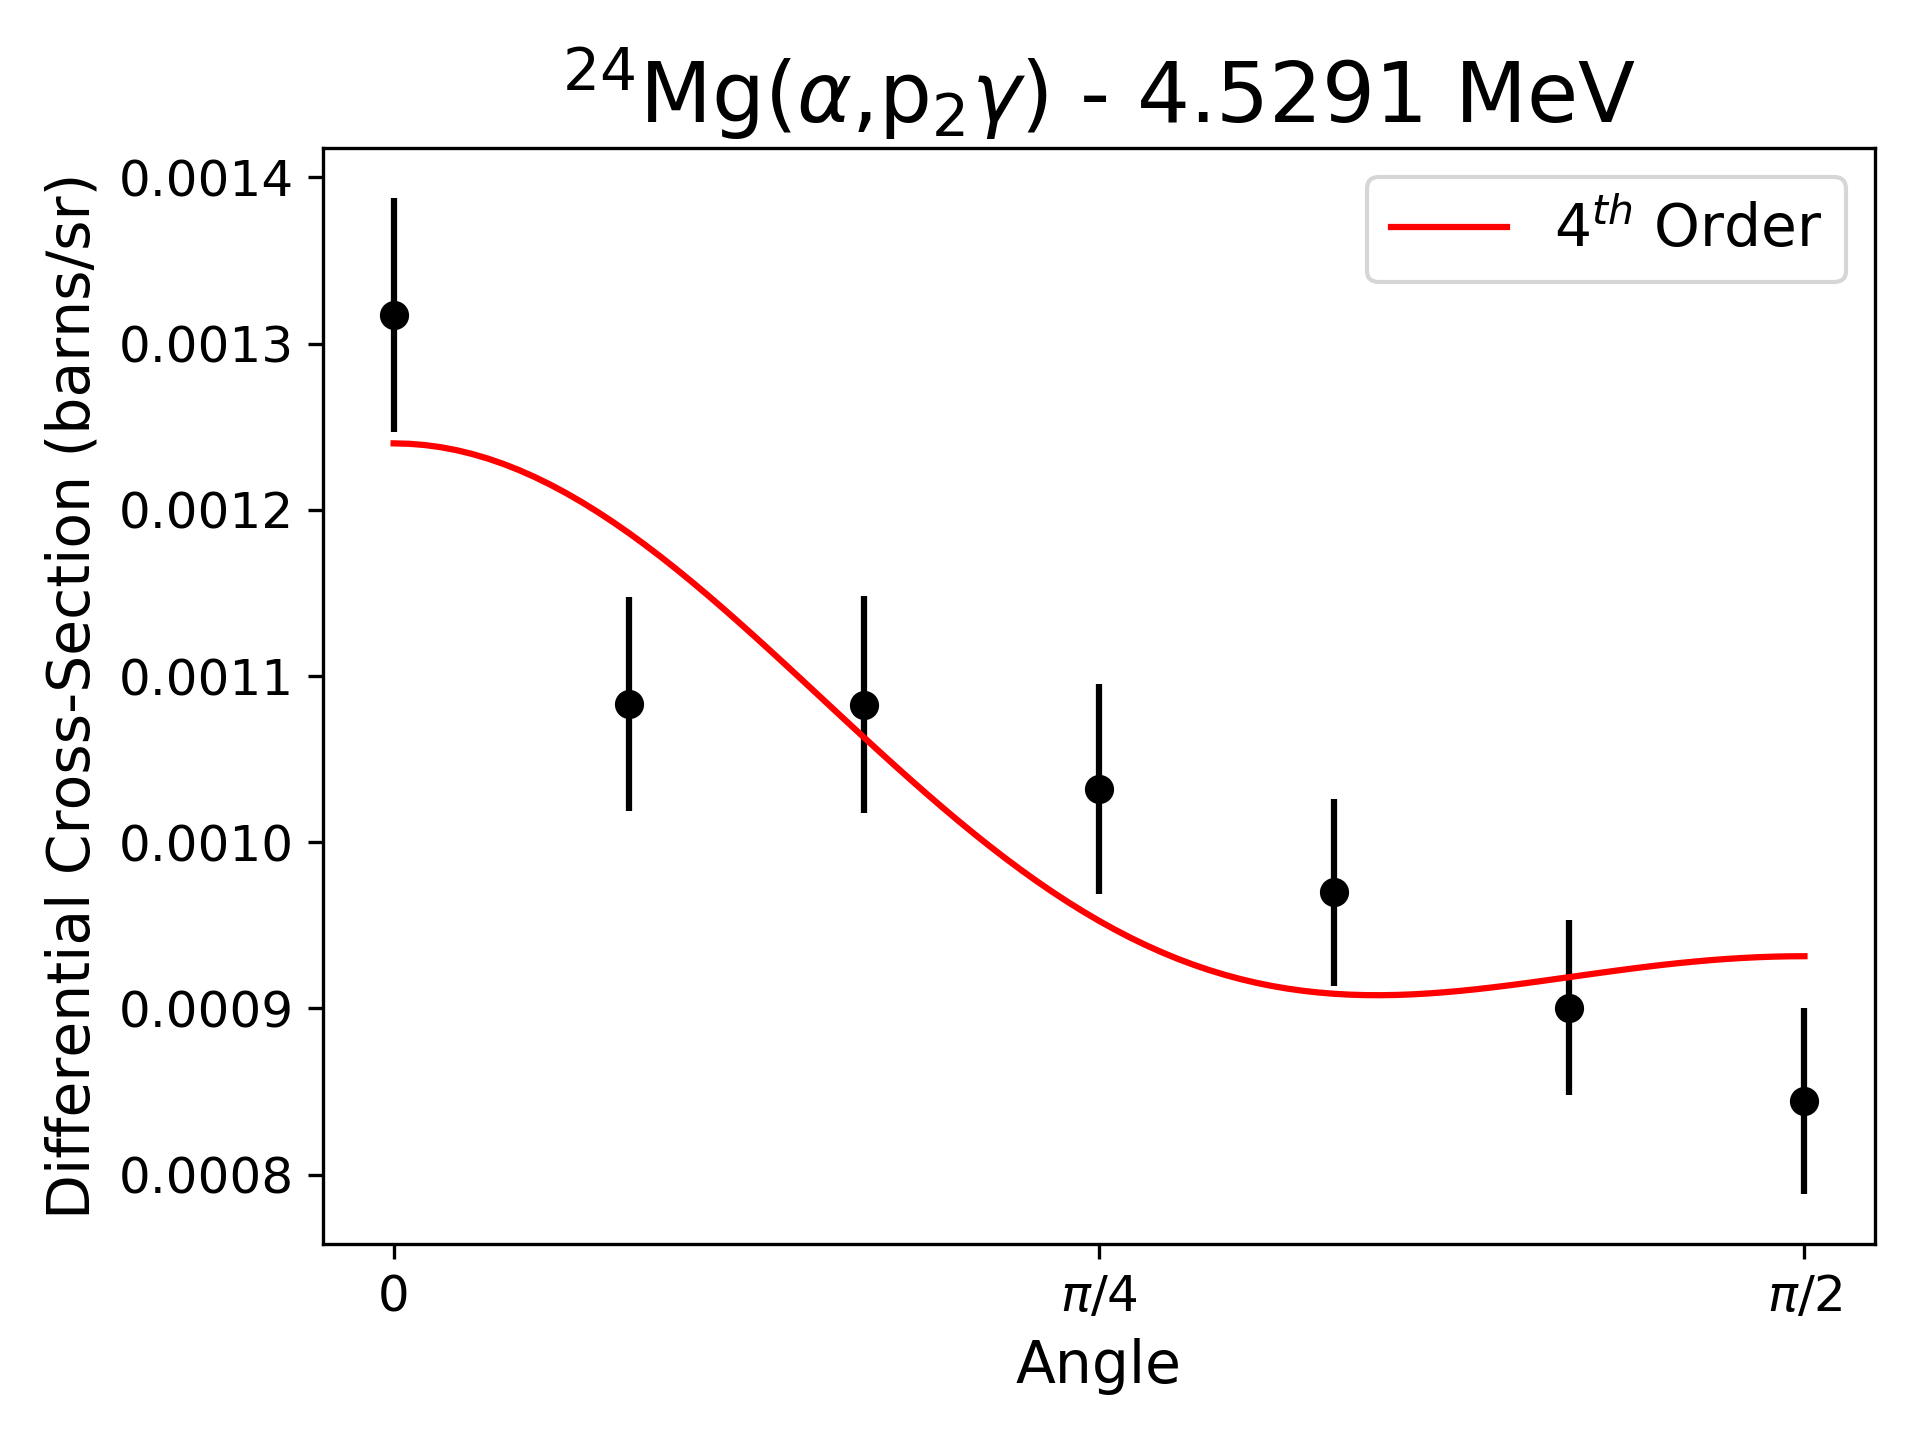 ²⁴Mg(α,p₂γ) - 4.5291 MeV
4ᵗʰ Order
Differential Cross-Section (barns/sr)
0.0014
0.0013
0.0012
0.0011
0.0010
0.0009
0.0008
0 π/4 π/2
Angle